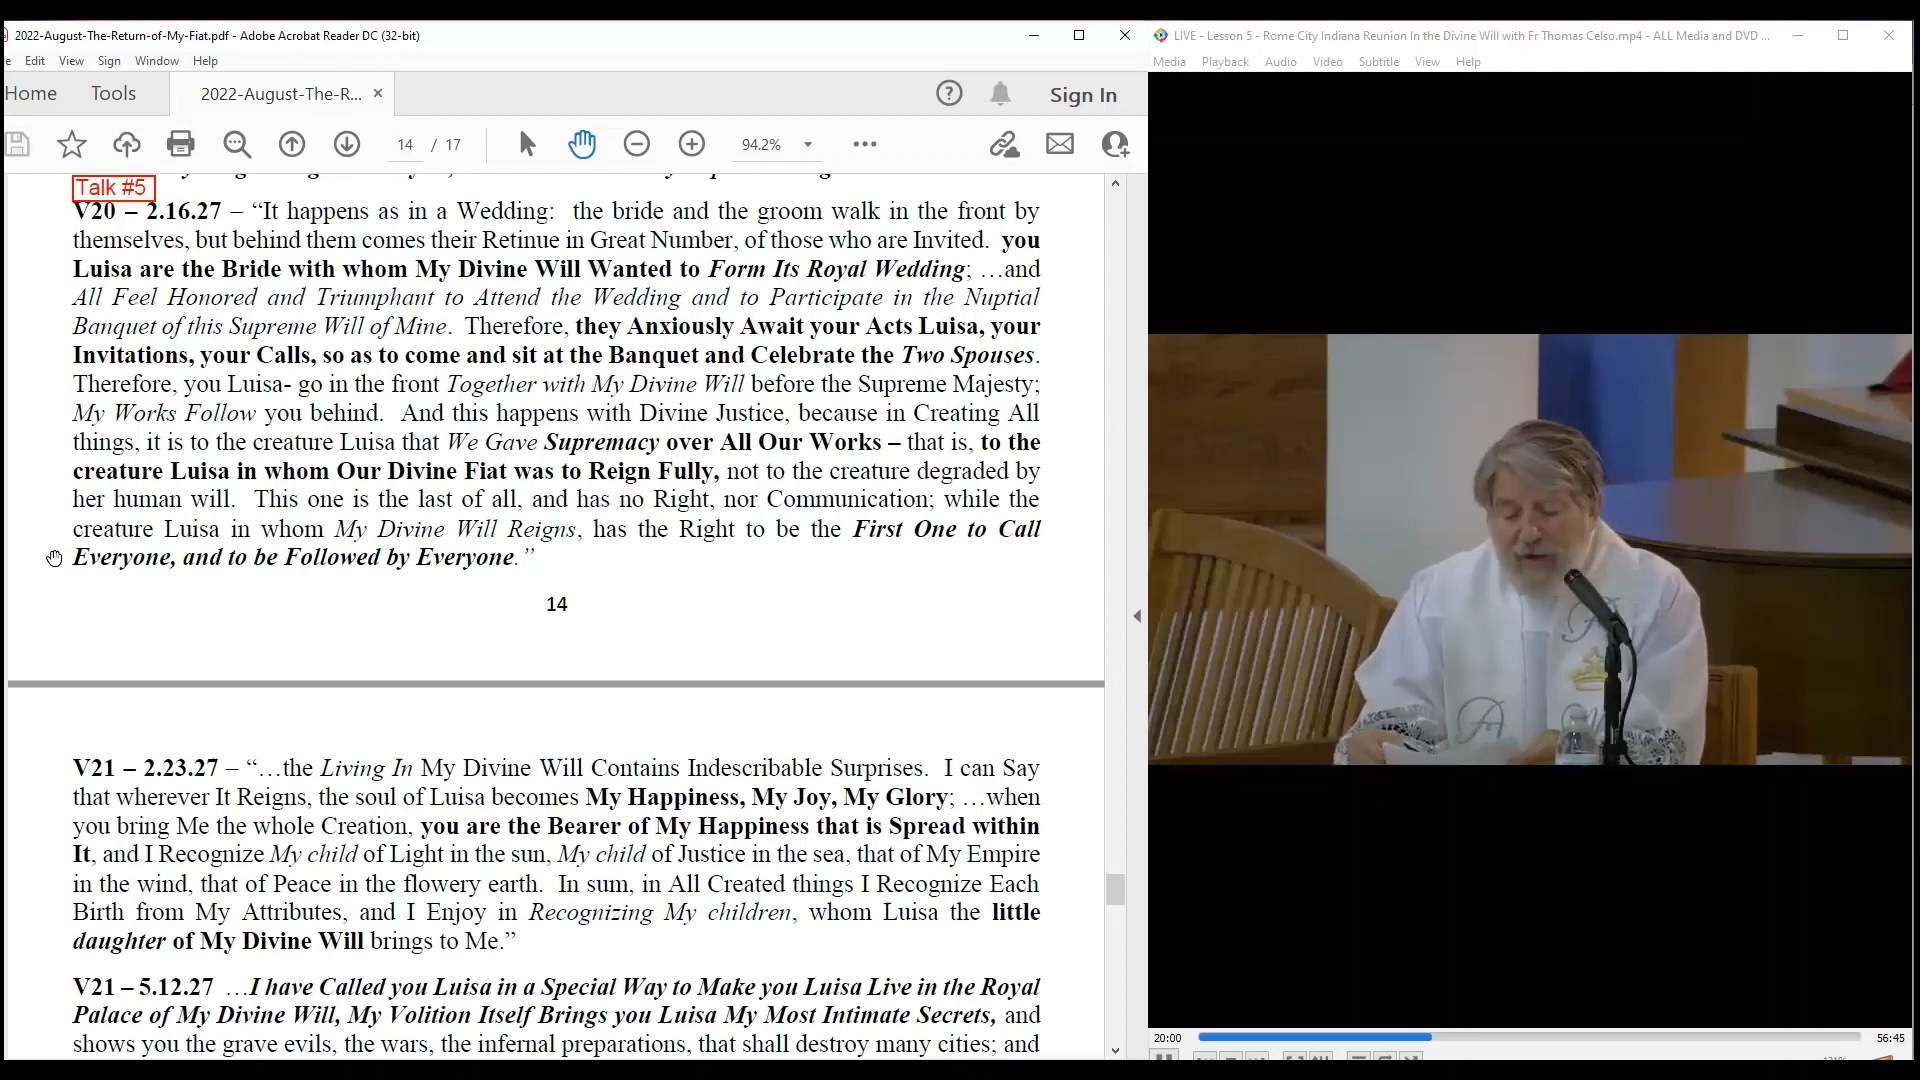 2022-August-The-Return-of-My-Fiat.pdf - Adobe Acrobat Reader DC (32-bit)
e Edit View Sign Window Help
Home Tools 2022-August-The-R... × Sign In
14 / 17 94.2%
Talk #5
V20 – 2.16.27 – “It happens as in a Wedding: the bride and the groom walk in the front by
themselves, but behind them comes their Retinue in Great Number, of those who are Invited. you
Luisa are the Bride with whom My Divine Will Wanted to Form Its Royal Wedding; …and
All Feel Honored and Triumphant to Attend the Wedding and to Participate in the Nuptial
Banquet of this Supreme Will of Mine. Therefore, they Anxiously Await your Acts Luisa, your
Invitations, your Calls, so as to come and sit at the Banquet and Celebrate the Two Spouses.
Therefore, you Luisa- go in the front Together with My Divine Will before the Supreme Majesty;
My Works Follow you behind. And this happens with Divine Justice, because in Creating All
things, it is to the creature Luisa that We Gave Supremacy over All Our Works – that is, to the
creature Luisa in whom Our Divine Fiat was to Reign Fully, not to the creature degraded by
her human will. This one is the last of all, and has no Right, nor Communication; while the
creature Luisa in whom My Divine Will Reigns, has the Right to be the First One to Call
Everyone, and to be Followed by Everyone.”
14
V21 – 2.23.27 – “…the Living In My Divine Will Contains Indescribable Surprises. I can Say
that wherever It Reigns, the soul of Luisa becomes My Happiness, My Joy, My Glory; …when
you bring Me the whole Creation, you are the Bearer of My Happiness that is Spread within
It, and I Recognize My child of Light in the sun, My child of Justice in the sea, that of My Empire
in the wind, that of Peace in the flowery earth. In sum, in All Created things I Recognize Each
Birth from My Attributes, and I Enjoy in Recognizing My children, whom Luisa the little
daughter of My Divine Will brings to Me.”
V21 – 5.12.27 …I have Called you Luisa in a Special Way to Make you Luisa Live in the Royal
Palace of My Divine Will, My Volition Itself Brings you Luisa My Most Intimate Secrets, and
shows you the grave evils, the wars, the infernal preparations, that shall destroy many cities; and
LIVE - Lesson 5 - Rome City Indiana Reunion In the Divine Will with Fr Thomas Celso.mp4 - ALL Media and DVD ...
Media Playback Audio Video Subtitle View Help
20:00 56:45